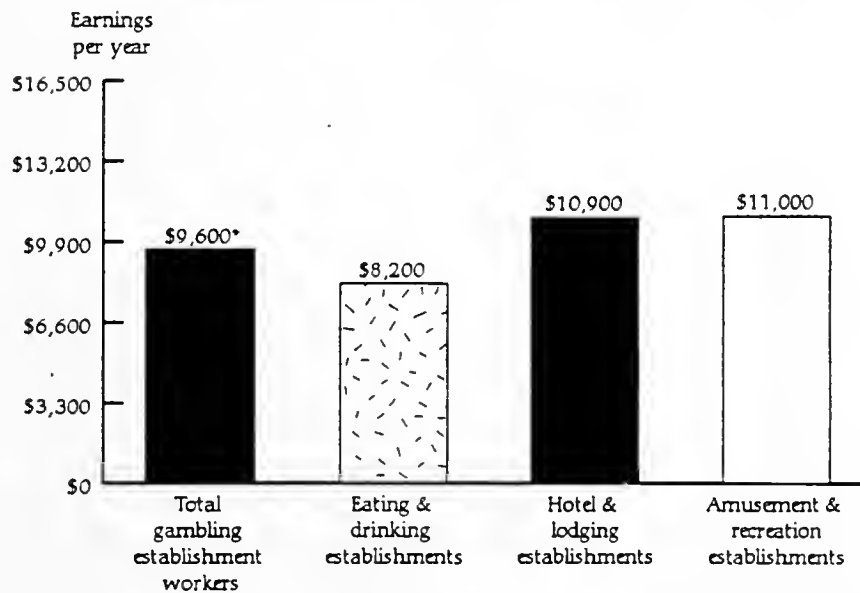 Earnings
per year
$16,500
$13,200
$9,900
$6,600
$3,300
$0
$9,600*
$8,200
$10,900
$11,000
Total
gambling
establishment
workers
Eating &
drinking
establishments
Hotel &
lodging
establishments
Amusement &
recreation
establishments